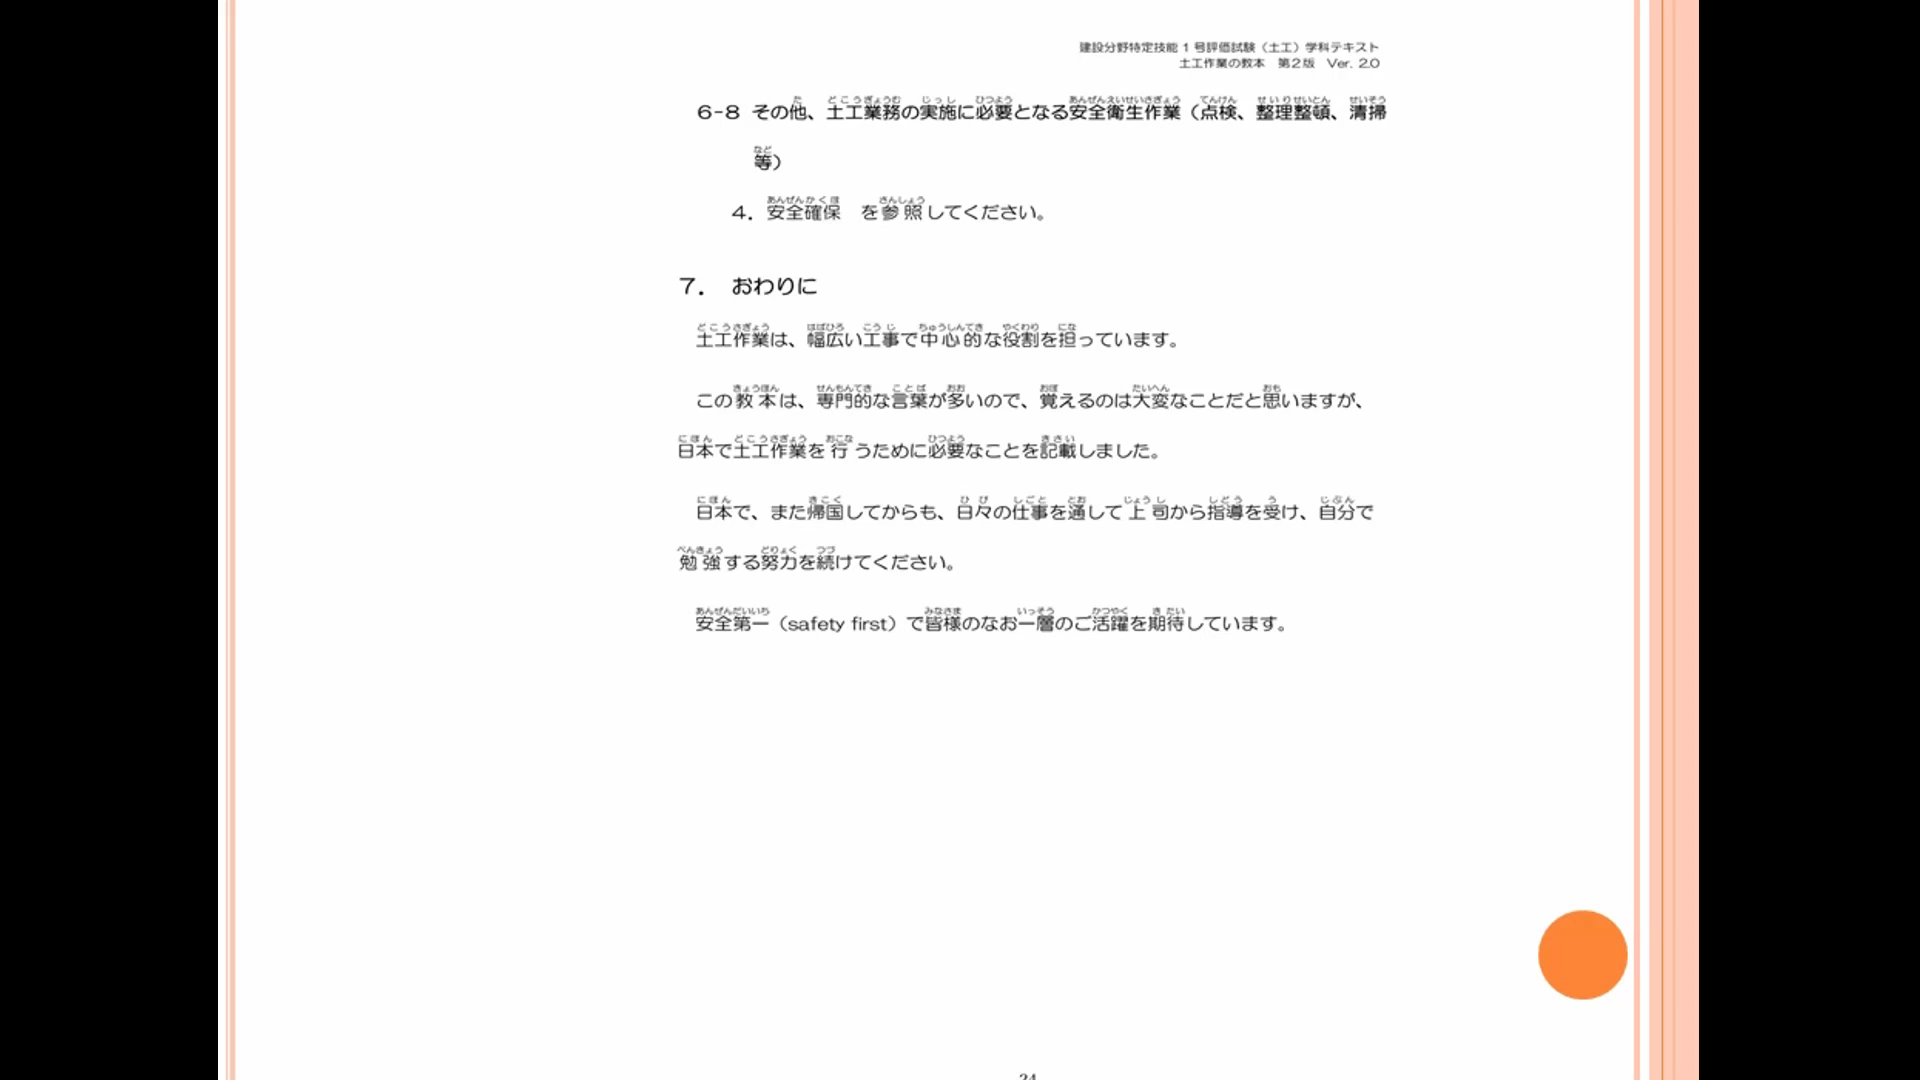 建設分野特定技能１号評価試験（土工）学科テキスト
土工作業の教本　第２版　Ver. 2.0
6-8 その他、土工業務の実施に必要となる安全衛生作業（点検、整理整頓、清掃
等）
４．安全確保　を参照してください。
７．　おわりに
土工作業は、幅広い工事で中心的な役割を担っています。
この教本は、専門的な言葉が多いので、覚えるのは大変なことだと思いますが、
日本で土工作業を行うために必要なことを記載しました。
日本で、また帰国してからも、日々の仕事を通して上司から指導を受け、自分で
勉強する努力を続けてください。
安全第一（safety first）で皆様のなお一層のご活躍を期待しています。